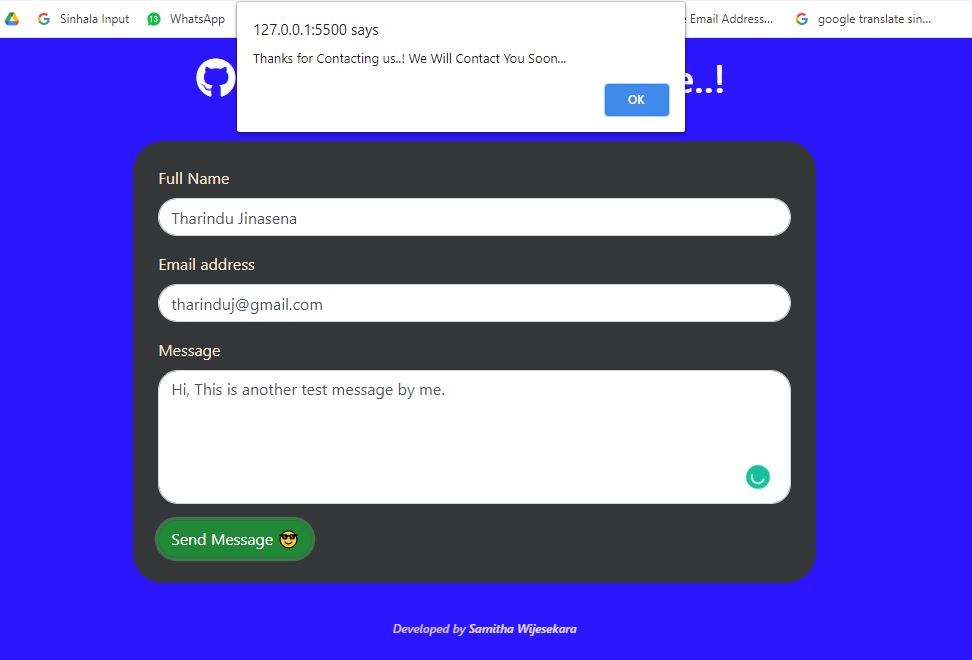 Sinhala Input
13 WhatsApp
Email Address...
google translate sin...
127.0.0.1:5500 says
Thanks for Contacting us..! We Will Contact You Soon...
OK
e..!
Full Name
Tharindu Jinasena
Email address
tharinduj@gmail.com
Message
Hi, This is another test message by me.
Send Message 😎
Developed by Samitha Wijesekara